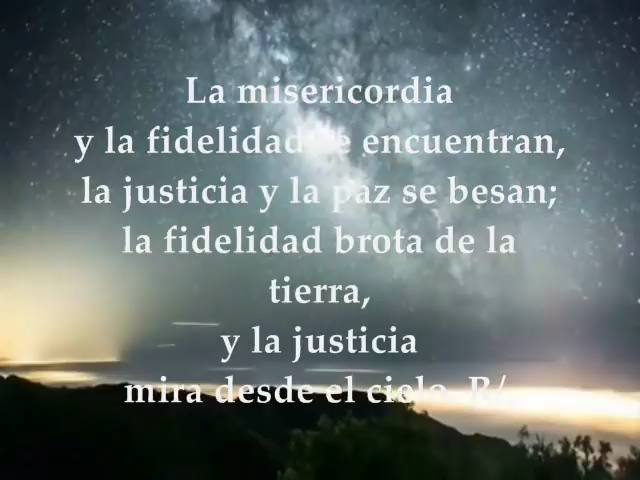 La misericordia
y la fidelidad se encuentran,
la justicia y la paz se besan;
la fidelidad brota de la
tierra,
y la justicia
mira desde el cielo. R/